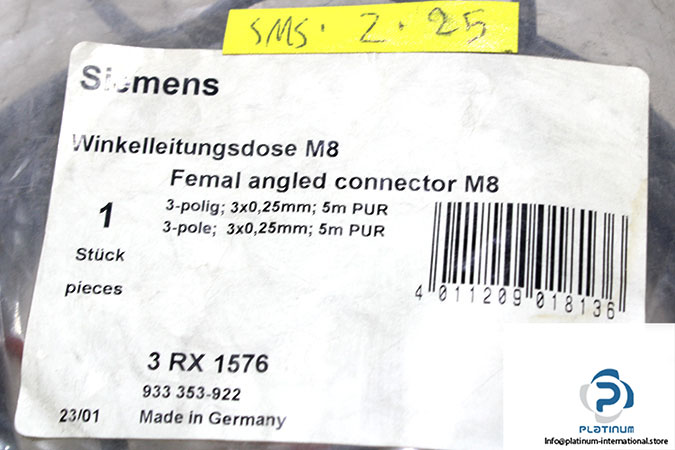 SMS. Z. 25
Siemens
Winkelleitungsdose M8
Femal angled connector M8
1
Stück
pieces
3-polig; 3x0,25mm; 5m PUR
3-pole; 3x0,25mm; 5m PUR
4 011209 018136
3 RX 1576
933 353-922
23/01 Made in Germany
PLATINUM
Info@platinum-international.store